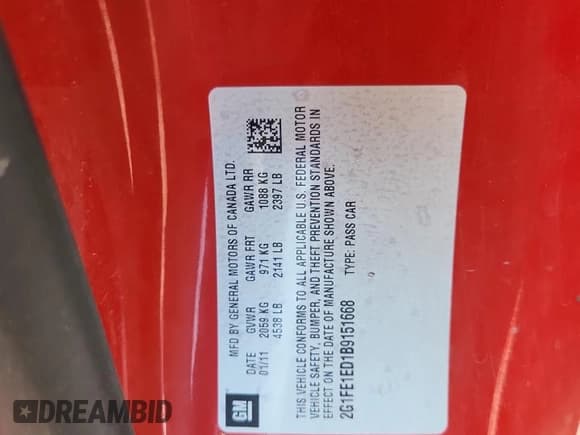 GM
MFD BY GENERAL MOTORS OF CANADA LTD.
DATE GVWR GAWR FRT GAWR RR
01/11 2059 KG 971 KG 1088 KG
4538 LB 2141 LB 2397 LB
THIS VEHICLE CONFORMS TO ALL APPLICABLE U.S. FEDERAL MOTOR
VEHICLE SAFETY, BUMPER, AND THEFT PREVENTION STANDARDS IN
EFFECT ON THE DATE OF MANUFACTURE SHOWN ABOVE.
2G1FE1ED1B9151668 TYPE: PASS CAR
DIRXBID.COM